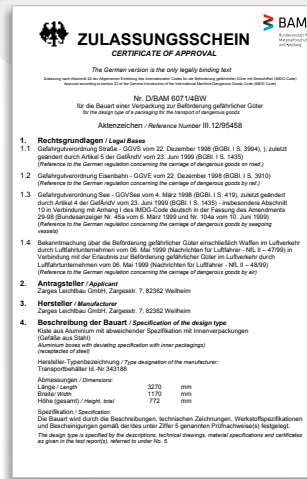 BAM
ZULASSUNGSSCHEIN
CERTIFICATE OF APPROVAL
The German version is the only legally binding text
Nr. D/BAM 6071/4BW
für die Bauart einer Verpackung zur Beförderung gefährlicher Güter
for the design type of a packaging for the transport of dangerous goods
Aktenzeichen / Reference Number III.12/95458
1. Rechtsgrundlagen / Legal Bases
1.1 Gefahrgutverordnung Straße - GGVS vom 22. Dezember 1998 (BGBl. I S. 3994), ), zuletzt
geändert durch Artikel 5 der GefÄndV vom 23. Juni 1999 (BGBl. I S. 1435)
(Reference to the German regulation concerning the carriage of dangerous goods on road.)
1.2 Gefahrgutverordnung Eisenbahn - GGVE vom 22. Dezember 1998 (BGBl. I S. 3910)
(Reference to the German regulation concerning the carriage of dangerous goods by rail.)
1.3 Gefahrgutverordnung See - GGVSee vom 4. März 1998 (BGBl. I S. 419), zuletzt geändert
durch Artikel 4 der GefÄndV vom 23. Juni 1999 (BGBl. I S. 1435) - insbesondere Abschnitt
10 in Verbindung mit Anhang I des IMDG-Code deutsch in der Fassung des Amendments
29-98 (Bundesanzeiger Nr. 45a vom 6. März 1999 und Nr. 104a vom 10. Juni 1999)
(Reference to the German regulation concerning the carriage of dangerous goods by seagoing
vessels)
1.4 Bekanntmachung über die Beförderung gefährlicher Güter einschließlich Waffen im Luftverkehr
durch Luftfahrtunternehmen vom 06. Mai 1999 (Nachrichten für Luftfahrer - NfL II – 47/99) in
Verbindung mit der Erlaubnis zur Beförderung gefährlicher Güter im Luftverkehr durch
Luftfahrtunternehmen vom 06. Mai 1999 (Nachrichten für Luftfahrer - NfL II – 48/99)
(Reference to the German regulation concerning the carriage of dangerous goods by air)
2. Antragsteller / Applicant
Zarges Leichtbau GmbH, Zargesstr. 7, 82362 Weilheim
3. Hersteller / Manufacturer
Zarges Leichtbau GmbH, Zargesstr. 7, 82362 Weilheim
4. Beschreibung der Bauart / Specification of the design type
Kiste aus Aluminium mit abweichender Spezifikation mit Innenverpackungen
(Gefäße aus Stahl)
Aluminium boxes with deviating specification with inner packagings)
(receptacles of steel)
Hersteller-Typenbezeichnung / Type designation of the manufacturer:
Transportbehälter Id.-Nr 343188
Abmessungen / Dimensions:
Länge / Length 3270 mm
Breite/ Width 1170 mm
Höhe (gesamt) / Height, total 772 mm
Spezifikation / Specification:
Die Bauart wird durch die Beschreibungen, technischen Zeichnungen, Werkstoffspezifikationen
und Bescheinigungen gemäß der/des unter Ziffer 5 genannten Prüfnachweise(s) festgelegt.
The design type is specified by the descriptions, technical drawings, material specifications and certificates
as given in the test report(s), referred to under No. 5.